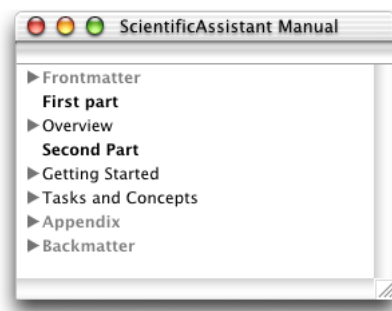 ScientificAssistant Manual
Frontmatter
First part
Overview
Second Part
Getting Started
Tasks and Concepts
Appendix
Backmatter